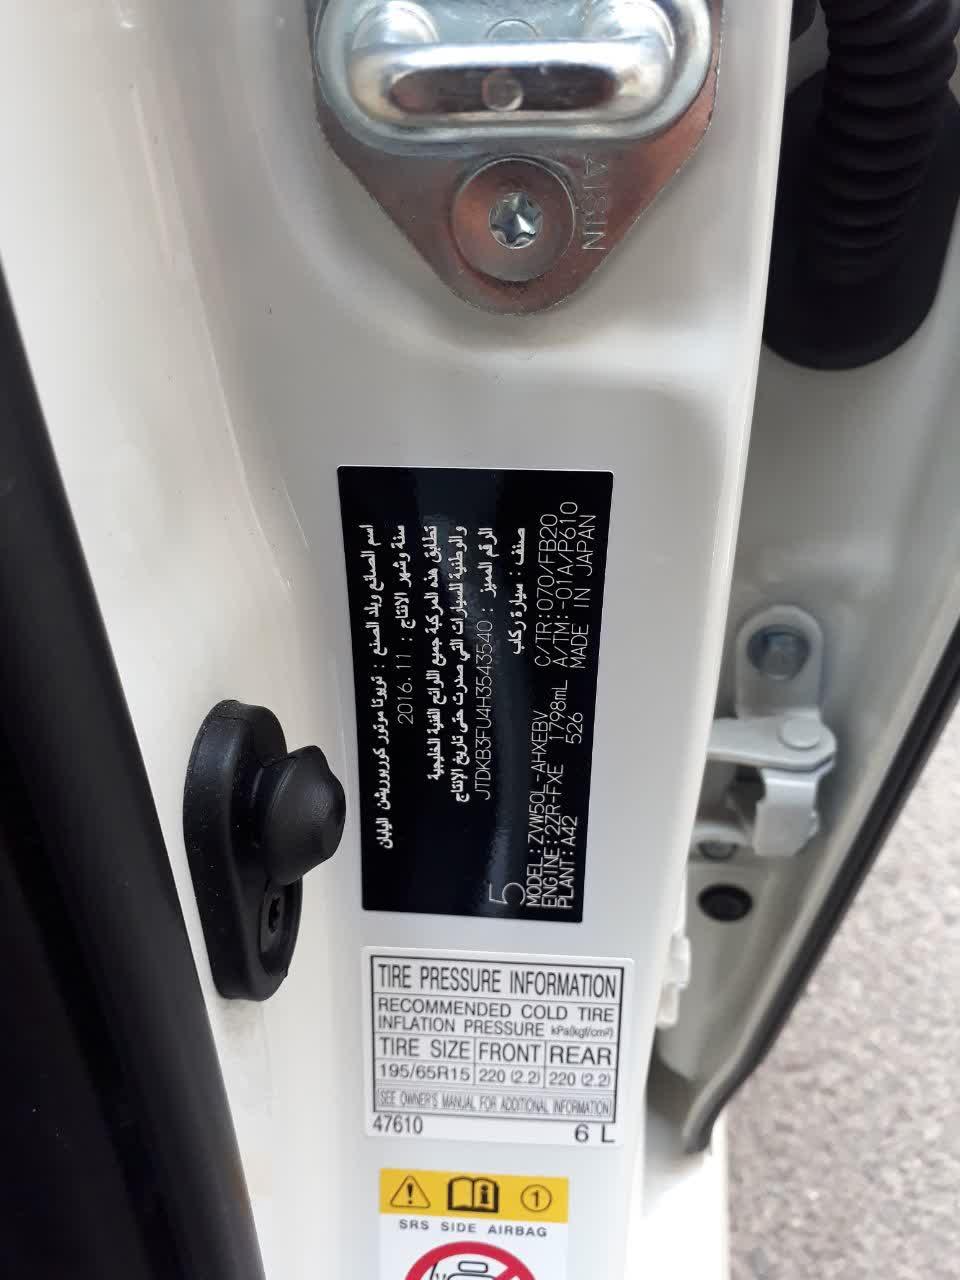 AISIN
اسم الصانع وبلد الصنع : تويوتا موتور كوربوريشن اليابان
سنة وشهر الانتاج : 2016.11
تطابق هذه المركبة جميع اللوائح الفنية الخليجية
والوطنية للسيارات التي صدرت حتى تاريخ الإنتاج
الرقم المميز : JTDKB3FU4H3543540
صنف : سيارة ركاب
5
MODEL:ZVW50L-AHXEBV C/TR:070/FB20
ENGINE:2ZR-FXE 1798mL A/TM:-01A/P610
PLANT:A42 526 MADE IN JAPAN
TIRE PRESSURE INFORMATION
RECOMMENDED COLD TIRE
INFLATION PRESSURE kPa(kgf/cm²)
TIRE SIZE FRONT REAR
195/65R15 220 (2.2) 220 (2.2)
SEE OWNER'S MANUAL FOR ADDITIONAL INFORMATION
47610 6 L
1
SRS SIDE AIRBAG